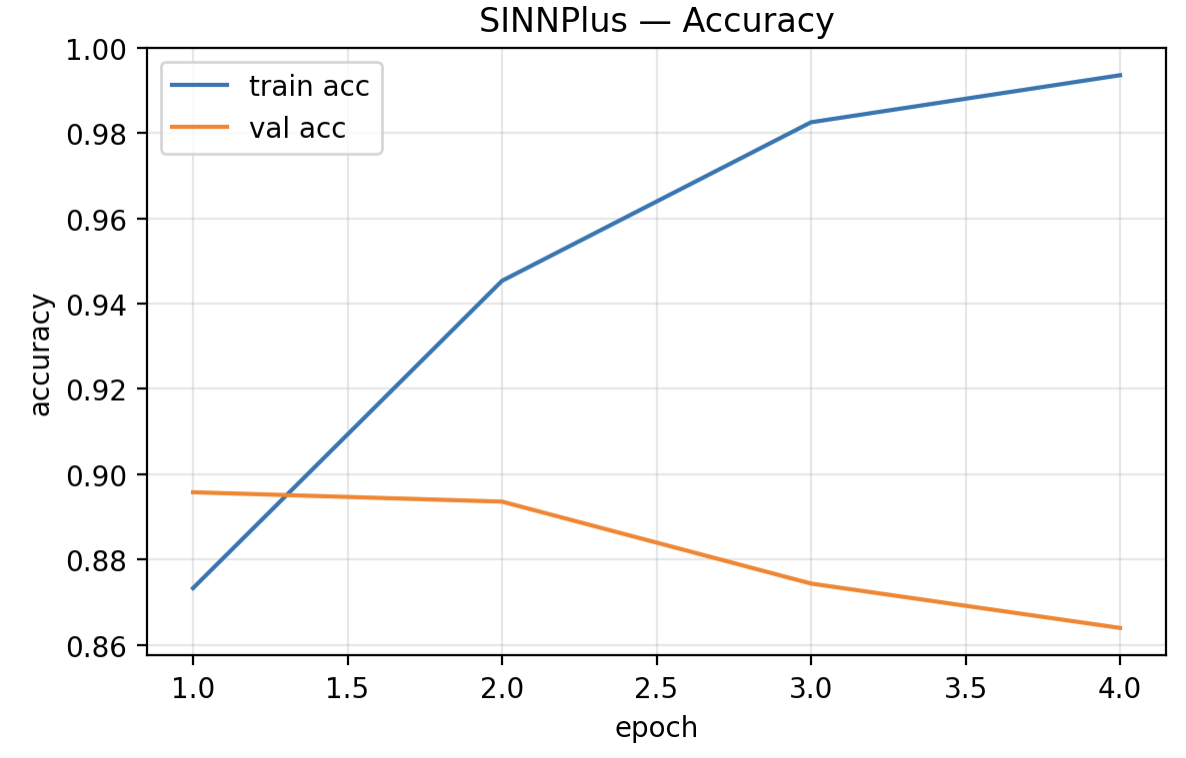 SINNPlus — Accuracy
1.00
0.98
0.96
0.94
0.92
0.90
0.88
0.86
accuracy
train acc
val acc
1.0 1.5 2.0 2.5 3.0 3.5 4.0
epoch